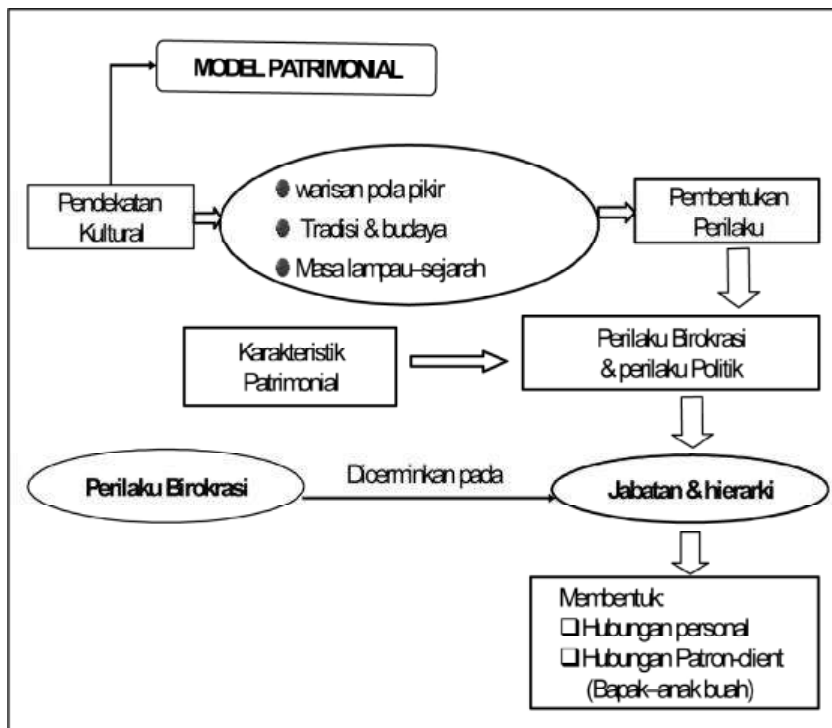 MODEL PATRIMONIAL
Pendekatan
Kultural
warisan pola pikir
Tradisi & budaya
Masa lampau–sejarah
Pembentukan
Perilaku
Karakteristik
Patrimonial
Perilaku Birokrasi
& perilaku Politik
Perilaku Birokrasi
Dicerminkan pada
Jabatan & hierarki
Membentuk:
❑ Hubungan personal
❑ Hubungan Patron-client
(Bapak–anak buah)